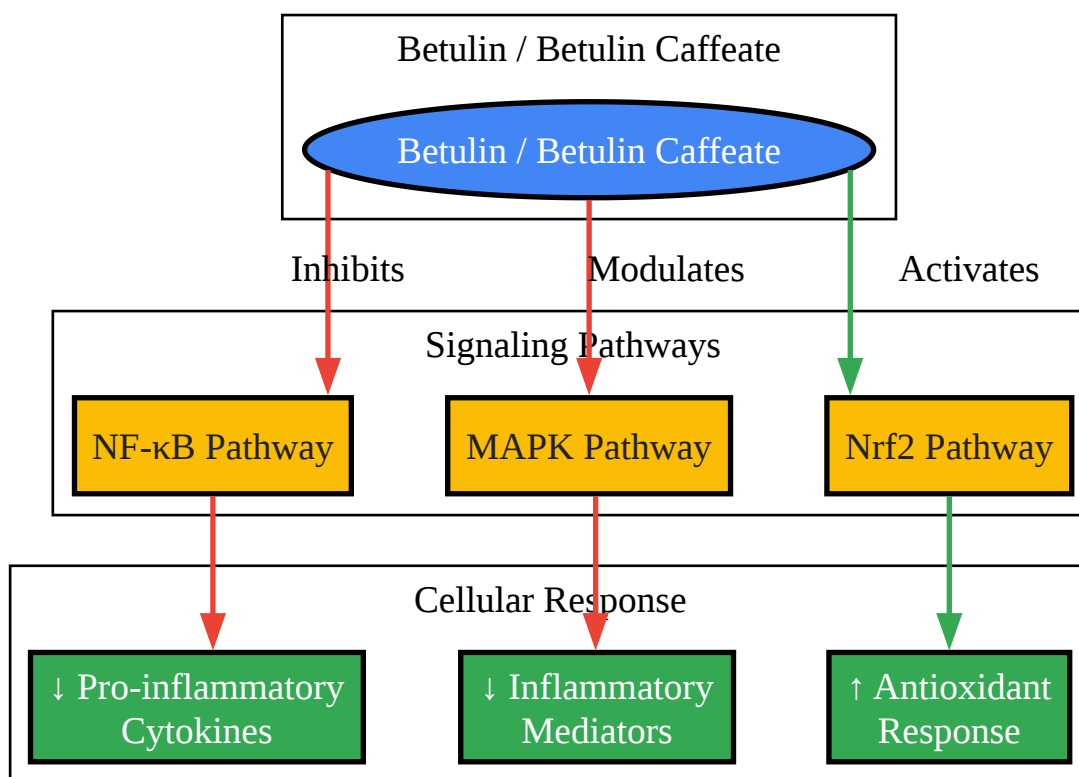 Betulin / Betulin Caffeate
Betulin / Betulin Caffeate
Inhibits
Modulates
Activates
Signaling Pathways
NF-κB Pathway
MAPK Pathway
Nrf2 Pathway
Cellular Response
↓ Pro-inflammatory
Cytokines
↓ Inflammatory
Mediators
↑ Antioxidant
Response